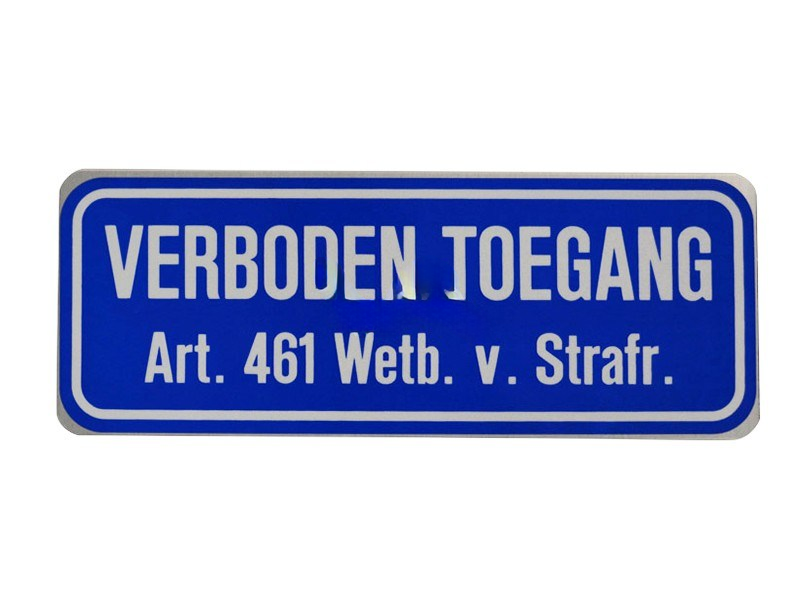 VERBODEN TOEGANG
Art. 461 Wetb. v. Strafr.